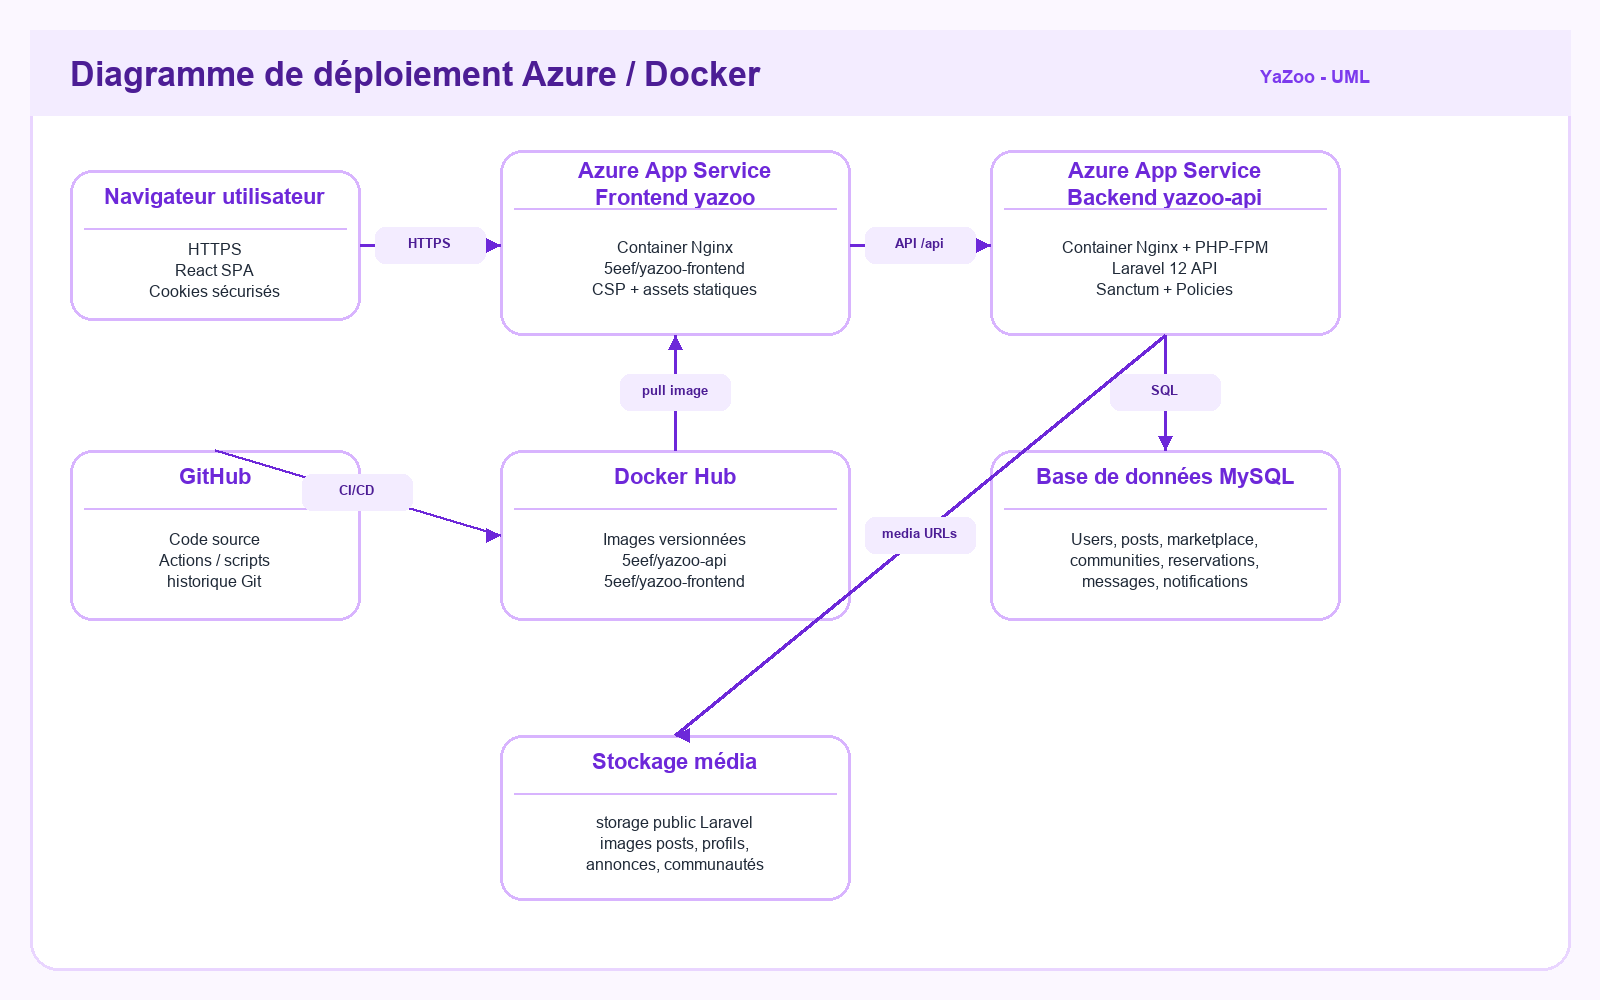 Diagramme de déploiement Azure / Docker
YaZoo - UML
Navigateur utilisateur
HTTPS
React SPA
Cookies sécurisés
HTTPS
Azure App Service
Frontend yazoo
Container Nginx
5eef/yazoo-frontend
CSP + assets statiques
API /api
Azure App Service
Backend yazoo-api
Container Nginx + PHP-FPM
Laravel 12 API
Sanctum + Policies
pull image
SQL
GitHub
Code source
Actions / scripts
historique Git
CI/CD
Docker Hub
Images versionnées
5eef/yazoo-api
5eef/yazoo-frontend
media URLs
Base de données MySQL
Users, posts, marketplace,
communities, reservations,
messages, notifications
Stockage média
storage public Laravel
images posts, profils,
annonces, communautés